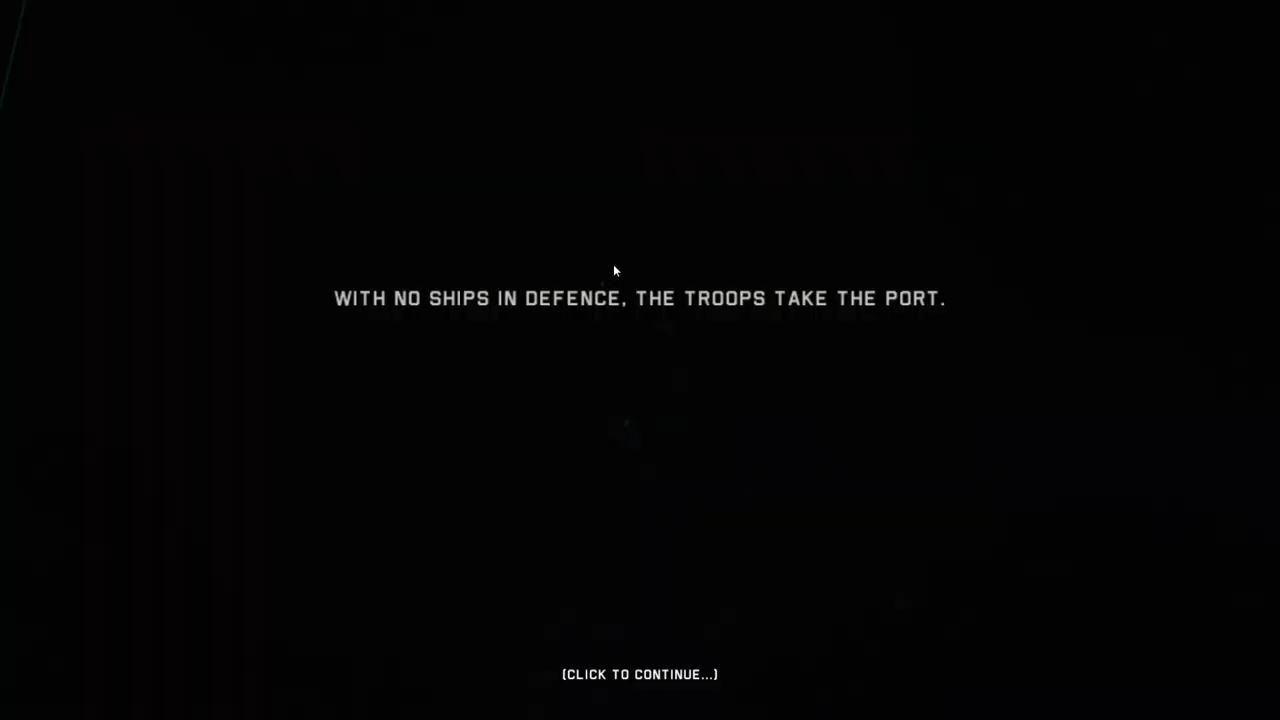 WITH NO SHIPS IN DEFENCE, THE TROOPS TAKE THE PORT.
(CLICK TO CONTINUE...)